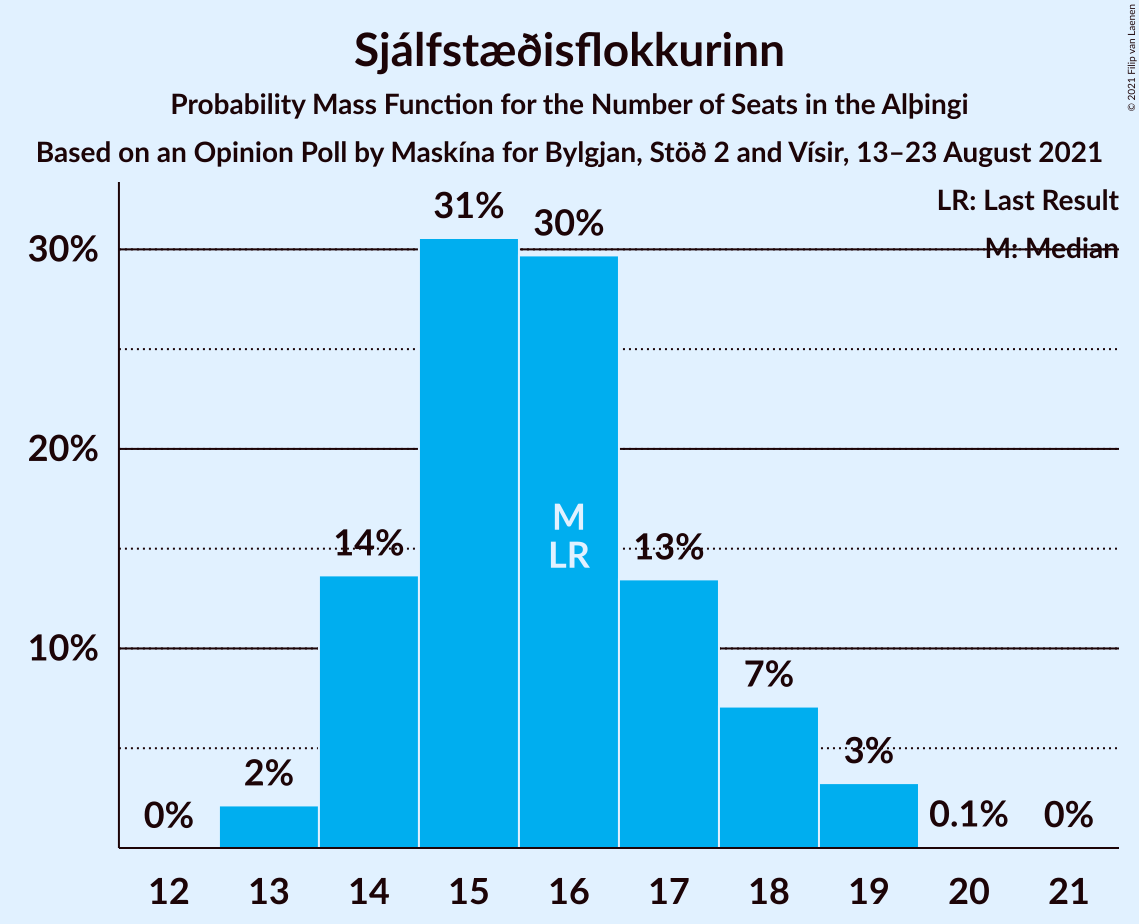 Sjálfstæðisflokkurinn
Probability Mass Function for the Number of Seats in the Alþingi
Based on an Opinion Poll by Maskína for Bylgjan, Stöð 2 and Vísir, 13–23 August 2021
© 2021 Filip van Laenen
LR: Last Result
M: Median
30%
20%
10%
0%
2%
14%
31%
30%
13%
7%
3%
0.1%
0%
M
LR
12 13 14 15 16 17 18 19 20 21